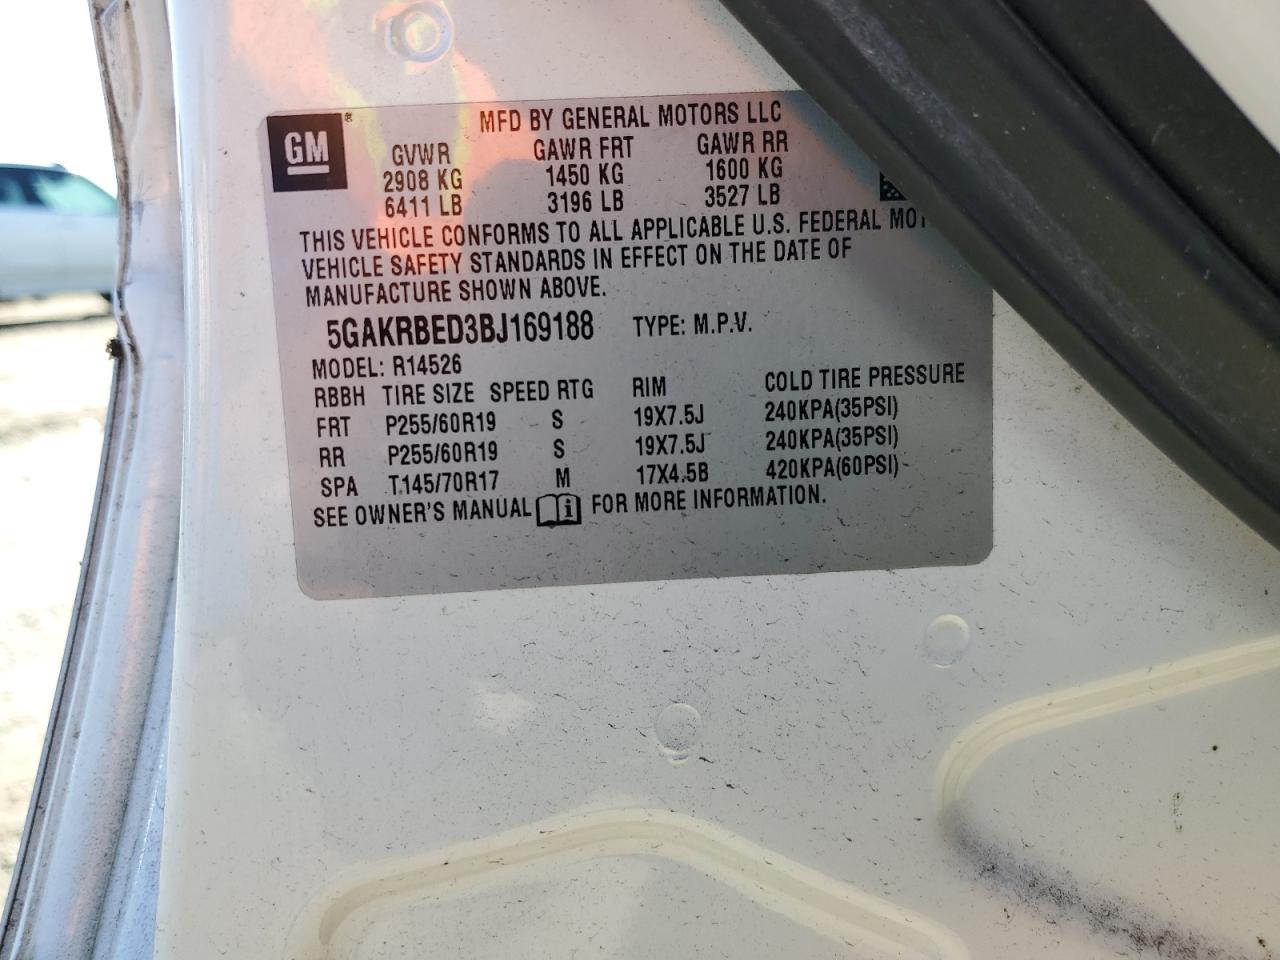 GM® MFD BY GENERAL MOTORS LLC
GVWR GAWR FRT GAWR RR
2908 KG 1450 KG 1600 KG
6411 LB 3196 LB 3527 LB
THIS VEHICLE CONFORMS TO ALL APPLICABLE U.S. FEDERAL
VEHICLE SAFETY STANDARDS IN EFFECT ON THE DATE OF
MANUFACTURE SHOWN ABOVE.
5GAKRBED3BJ169188 TYPE: M.P.V.
MODEL: R14526
RBBH TIRE SIZE SPEED RTG RIM COLD TIRE PRESSURE
FRT P255/60R19 S 19X7.5J 240KPA(35PSI)
RR P255/60R19 S 19X7.5J 240KPA(35PSI)
SPA T145/70R17 M 17X4.5B 420KPA(60PSI)
SEE OWNER'S MANUAL i FOR MORE INFORMATION.